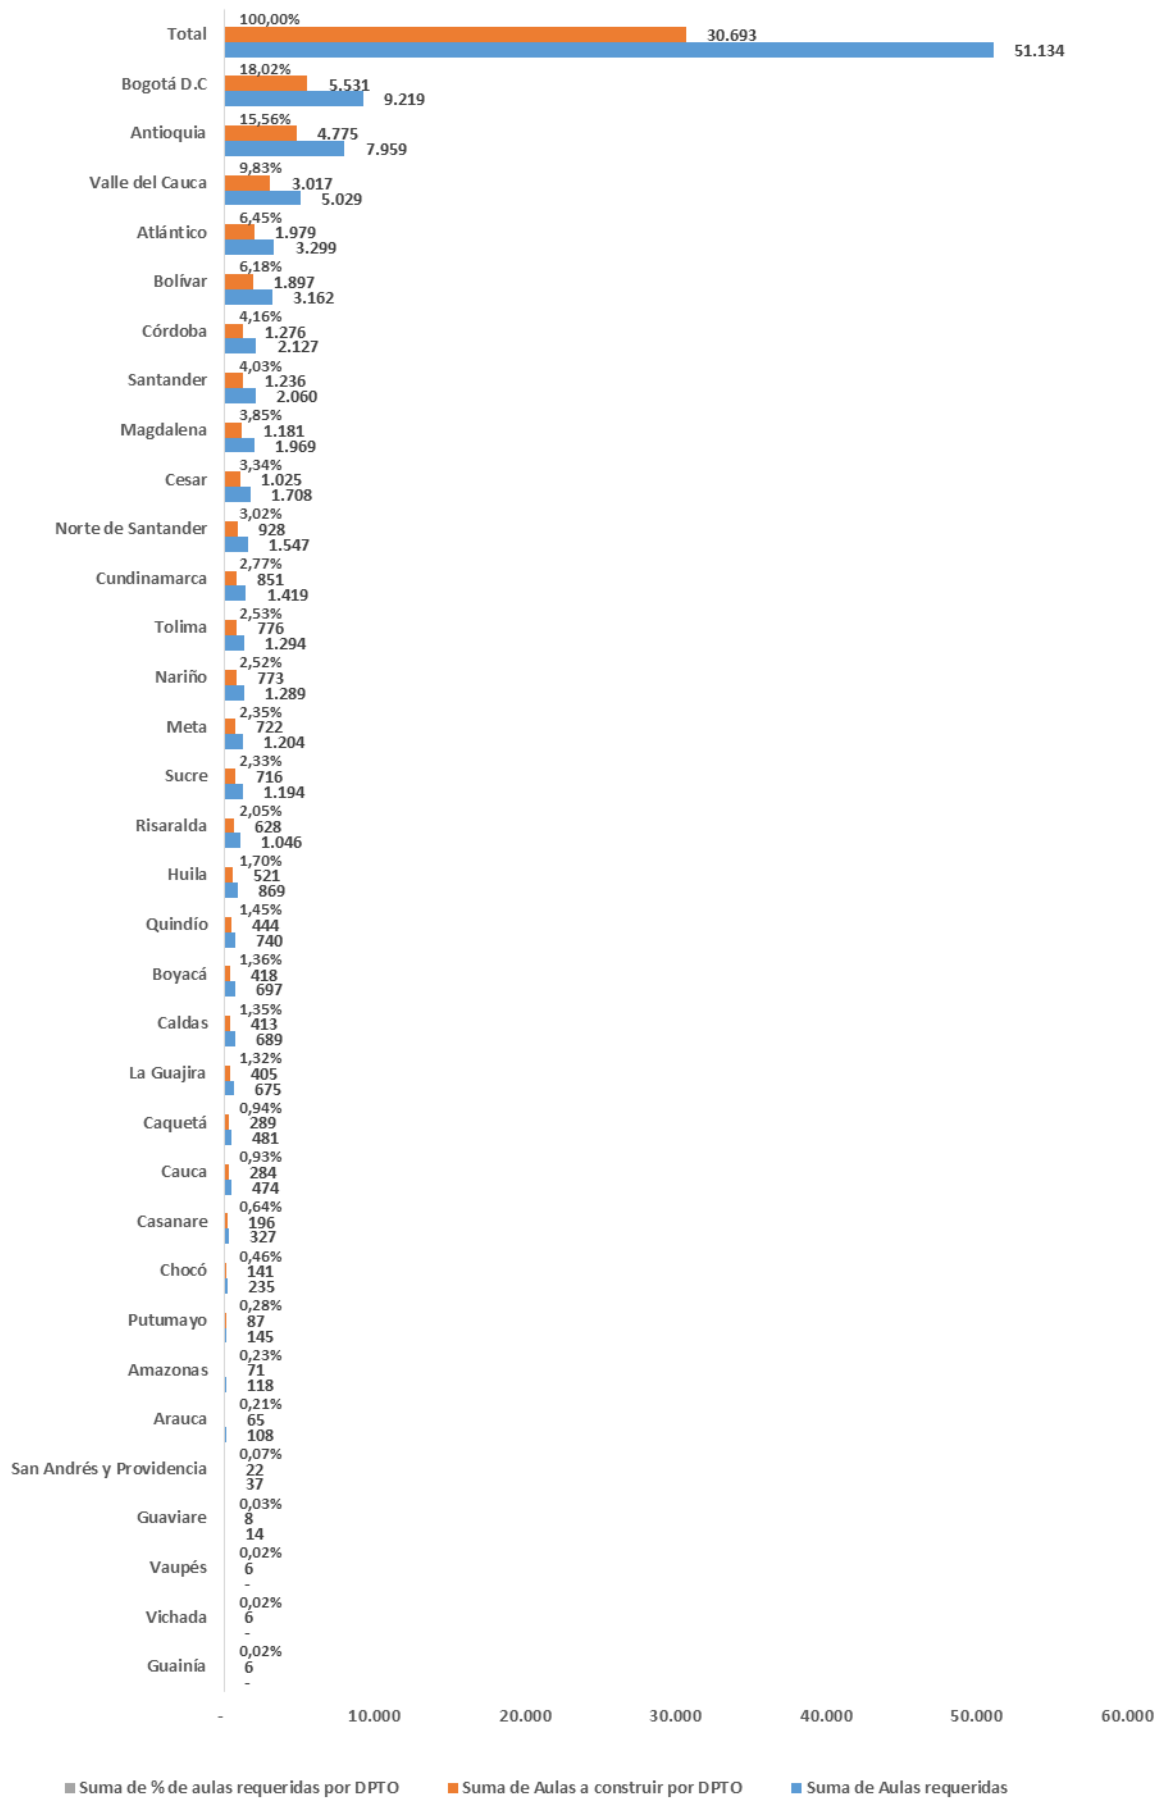 100,00%
Total
30.693
51.134
18,02%
Bogotá D.C
5.531
9.219
15,56%
Antioquia
4.775
7.959
9,83%
Valle del Cauca
3.017
5.029
6,45%
Atlántico
1.979
3.299
6,18%
Bolívar
1.897
3.162
4,16%
Córdoba
1.276
2.127
4,03%
Santander
1.236
2.060
3,85%
Magdalena
1.181
1.969
3,34%
Cesar
1.025
1.708
3,02%
Norte de Santander
928
1.547
2,77%
Cundinamarca
851
1.419
2,53%
Tolima
776
1.294
2,52%
Nariño
773
1.289
2,35%
Meta
722
1.204
2,33%
Sucre
716
1.194
2,05%
Risaralda
628
1.046
1,70%
Huila
521
869
1,45%
Quindío
444
740
1,36%
Boyacá
418
697
1,35%
Caldas
413
689
1,32%
La Guajira
405
675
0,94%
Caquetá
289
481
0,93%
Cauca
284
474
0,64%
Casanare
196
327
0,46%
Chocó
141
235
0,28%
Putumayo
87
145
0,23%
Amazonas
71
118
0,21%
Arauca
65
108
0,07%
San Andrés y Providencia
22
37
0,03%
Guaviare
8
14
0,02%
Vaupés
6
-
0,02%
Vichada
6
-
0,02%
Guainía
6
-
- 10.000 20.000 30.000 40.000 50.000 60.000
Suma de % de aulas requeridas por DPTO Suma de Aulas a construir por DPTO Suma de Aulas requeridas